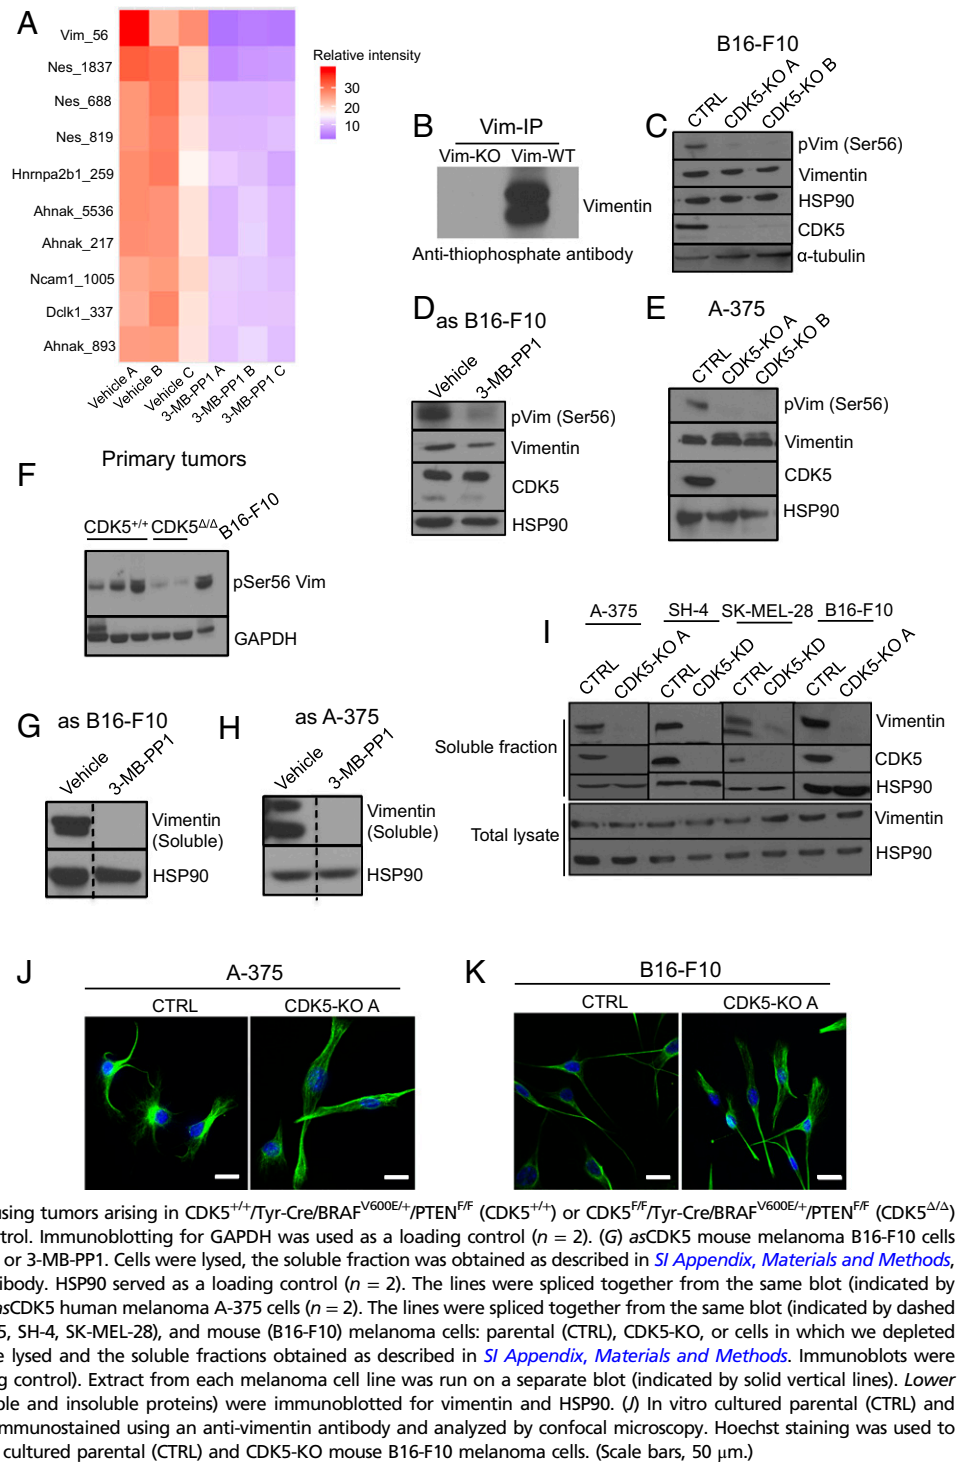 A
Vim_56
Nes_1837
Nes_688
Nes_819
Hnrnpa2b1_259
Ahnak_5536
Ahnak_217
Ncam1_1005
Dclk1_337
Ahnak_893
Vehicle A
Vehicle B
Vehicle C
3-MB-PP1 A
3-MB-PP1 B
3-MB-PP1 C
Relative intensity
30
20
10
B
Vim-IP
Vim-KO Vim-WT
Vimentin
Anti-thiophosphate antibody
C
B16-F10
CTRL
CDK5-KO A
CDK5-KO B
pVim (Ser56)
Vimentin
HSP90
CDK5
α-tubulin
D
as B16-F10
Vehicle
3-MB-PP1
pVim (Ser56)
Vimentin
CDK5
HSP90
E
A-375
CTRL
CDK5-KO A
CDK5-KO B
pVim (Ser56)
Vimentin
CDK5
HSP90
F
Primary tumors
CDK5+/+ CDK5Δ/Δ B16-F10
pSer56 Vim
GAPDH
G
as B16-F10
Vehicle
3-MB-PP1
Vimentin
(Soluble)
HSP90
H
as A-375
Vehicle
3-MB-PP1
Vimentin
(Soluble)
HSP90
I
A-375 SH-4 SK-MEL-28 B16-F10
CTRL
CDK5-KO A
CTRL
CDK5-KD
CTRL
CDK5-KD
CTRL
CDK5-KO A
Soluble fraction
Vimentin
CDK5
HSP90
Total lysate
Vimentin
HSP90
J
A-375
CTRL CDK5-KO A
K
B16-F10
CTRL CDK5-KO A
using tumors arising in CDK5+/+/Tyr-Cre/BRAFV600E/+/PTENF/F (CDK5+/+) or CDK5F/F/Tyr-Cre/BRAFV600E/+/PTENF/F (CDK5Δ/Δ)
trol. Immunoblotting for GAPDH was used as a loading control (n = 2). (G) asCDK5 mouse melanoma B16-F10 cells
or 3-MB-PP1. Cells were lysed, the soluble fraction was obtained as described in SI Appendix, Materials and Methods,
ibody. HSP90 served as a loading control (n = 2). The lines were spliced together from the same blot (indicated by
asCDK5 human melanoma A-375 cells (n = 2). The lines were spliced together from the same blot (indicated by dashed
5, SH-4, SK-MEL-28), and mouse (B16-F10) melanoma cells: parental (CTRL), CDK5-KO, or cells in which we depleted
e lysed and the soluble fractions obtained as described in SI Appendix, Materials and Methods. Immunoblots were
g control). Extract from each melanoma cell line was run on a separate blot (indicated by solid vertical lines). Lower
ble and insoluble proteins) were immunoblotted for vimentin and HSP90. (J) In vitro cultured parental (CTRL) and
immunostained using an anti-vimentin antibody and analyzed by confocal microscopy. Hoechst staining was used to
cultured parental (CTRL) and CDK5-KO mouse B16-F10 melanoma cells. (Scale bars, 50 μm.)